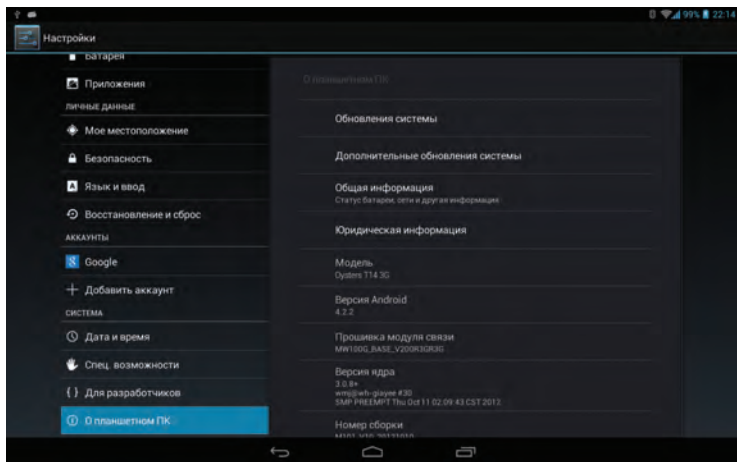 99% 22:14
Настройки
Батарея
Приложения
ЛИЧНЫЕ ДАННЫЕ
Мое местоположение
Безопасность
Язык и ввод
Восстановление и сброс
АККАУНТЫ
Google
Добавить аккаунт
СИСТЕМА
Дата и время
Спец. возможности
{ } Для разработчиков
О планшетном ПК
О планшетном ПК
Обновления системы
Дополнительные обновления системы
Общая информация
Статус батареи, сети и другая информация
Юридическая информация
Модель
Oysters T14 3G
Версия Android
4.2.2
Прошивка модуля связи
MW100G_BASE_V200R3GR3G
Версия ядра
3.0.8+
SMP PREEMPT Thu Oct 11 02:09:43 CST 2012
Номер сборки